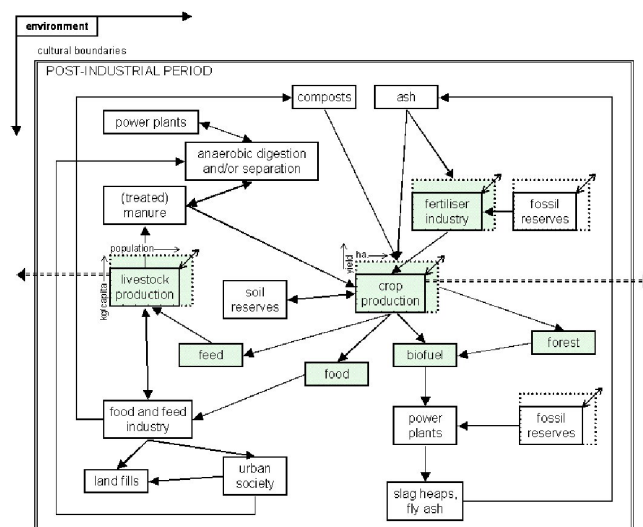 environment
cultural boundaries
POST-INDUSTRIAL PERIOD
composts
ash
power plants
anaerobic digestion
and/or separation
(treated)
manure
fertiliser
industry
fossil
reserves
population
kg/capita
livestock
production
yield
ha.
soil
reserves
crop
production
feed
food
biofuel
forest
food and feed
industry
power
plants
fossil
reserves
land fills
urban
society
slag heaps,
fly ash